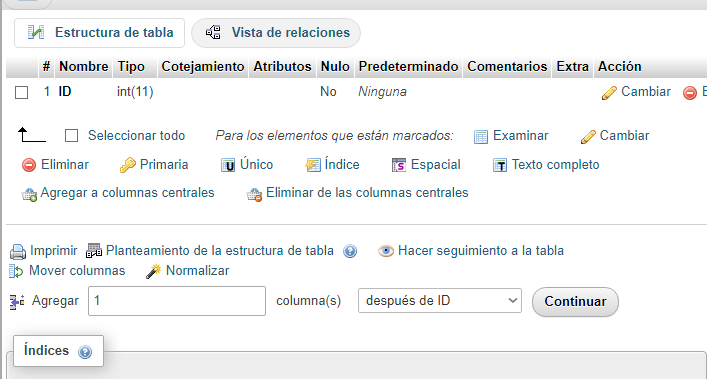 Estructura de tabla Vista de relaciones
# Nombre Tipo Cotejamiento Atributos Nulo Predeterminado Comentarios Extra Acción
1 ID int(11) No Ninguna Cambiar
Seleccionar todo Para los elementos que están marcados: Examinar Cambiar
Eliminar Primaria Único Índice Espacial Texto completo
Agregar a columnas centrales Eliminar de las columnas centrales
Imprimir Planteamiento de la estructura de tabla Hacer seguimiento a la tabla
Mover columnas Normalizar
Agregar 1 columna(s) después de ID Continuar
Índices